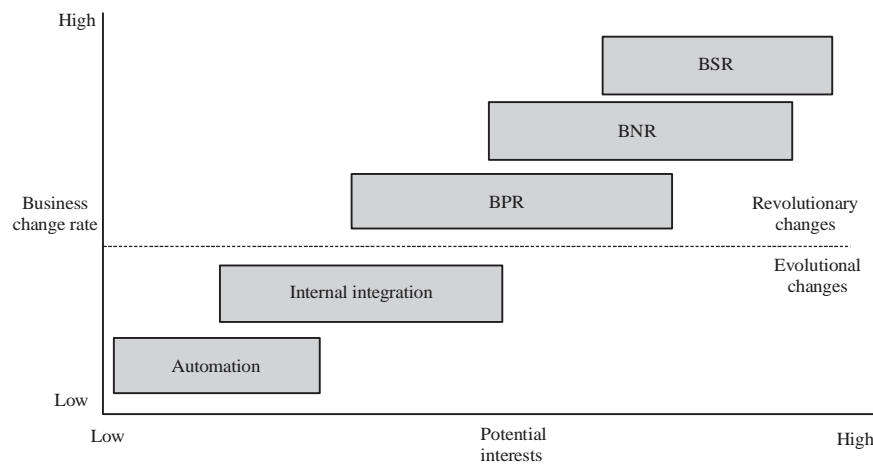 High
BSR
BNR
BPR
Business
change rate
Revolutionary
changes
Evolutional
changes
Internal integration
Automation
Low
Low
Potential
interests
High